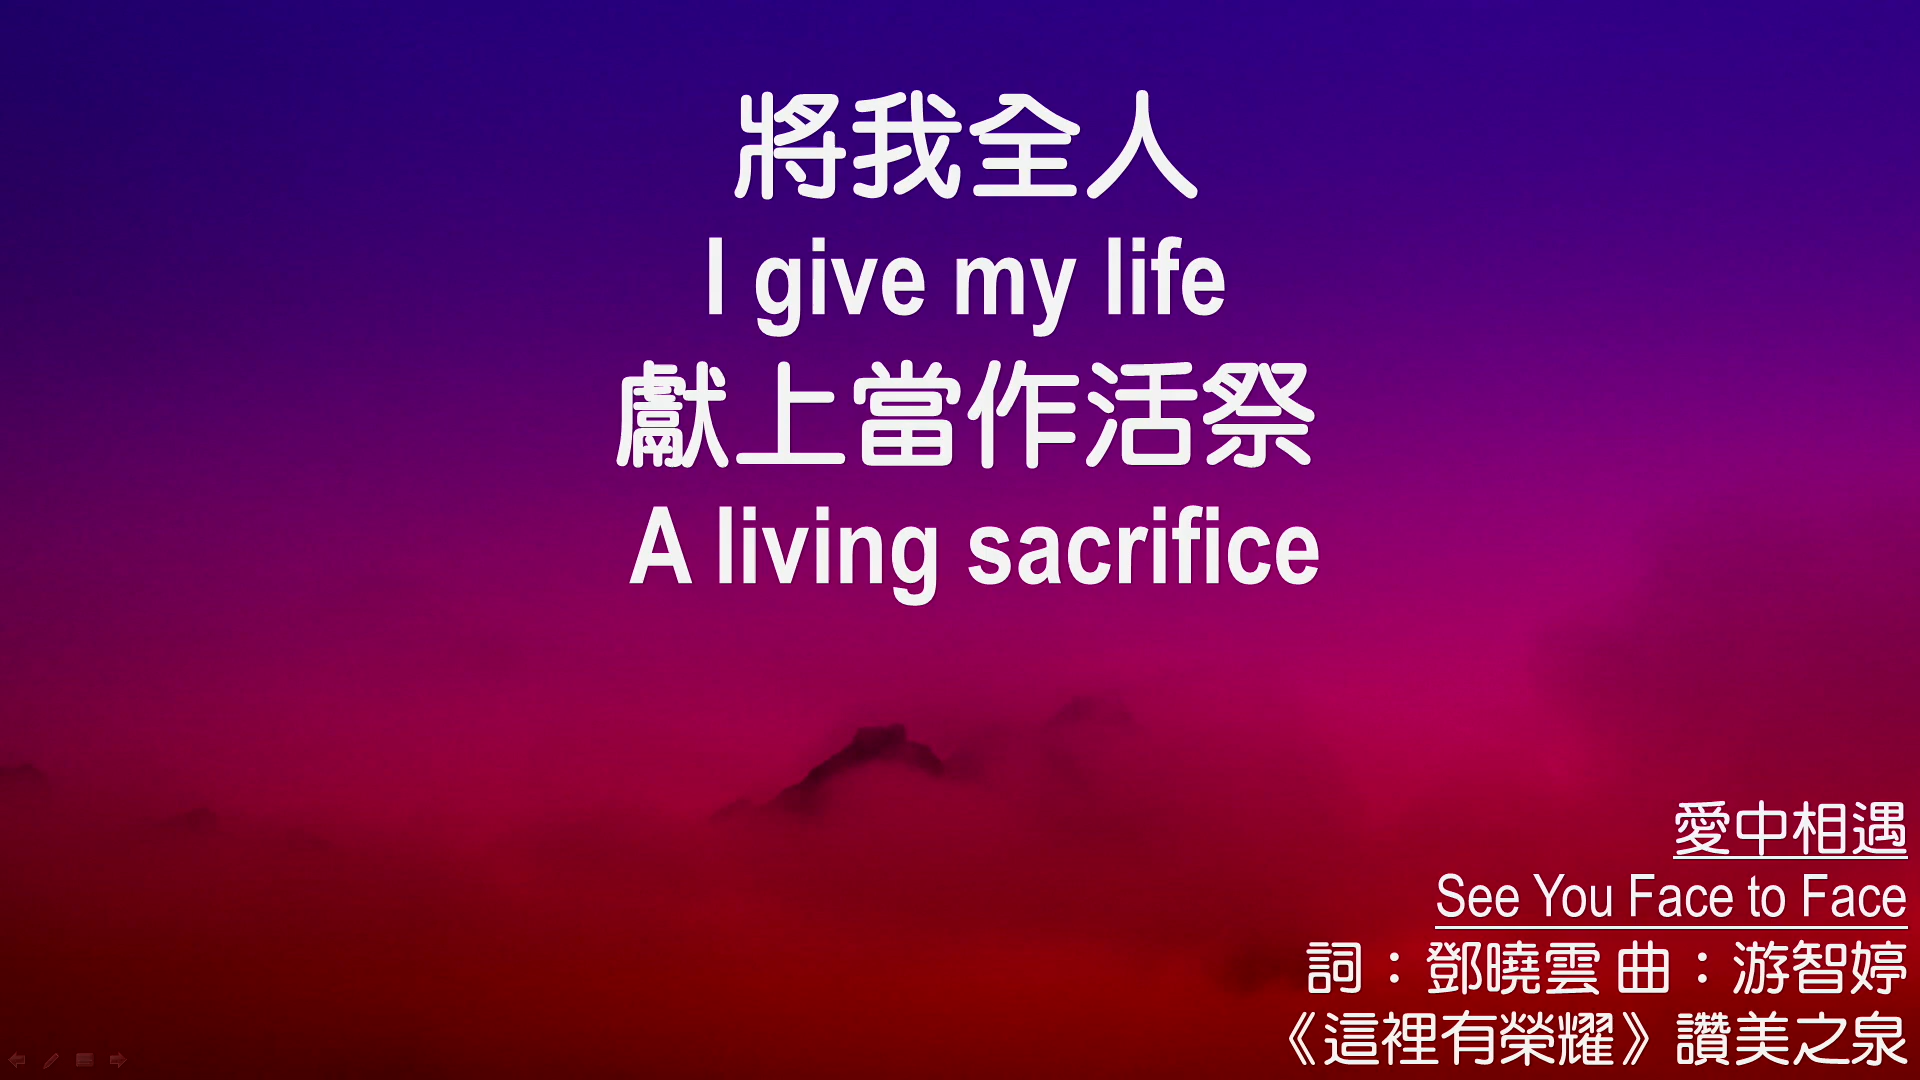 將我全人
I give my life
獻上當作活祭
A living sacrifice
愛中相遇
See You Face to Face
詞：鄧曉雲 曲：游智婷
《這裡有榮耀》讚美之泉